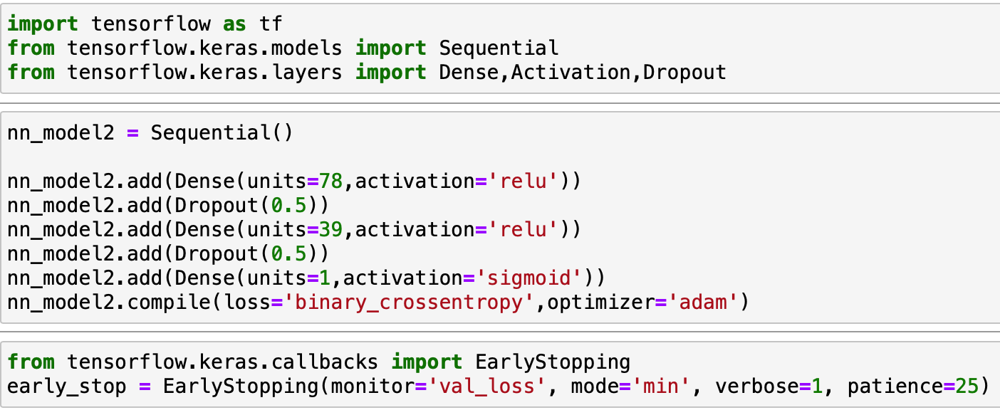 import tensorflow as tf
from tensorflow.keras.models import Sequential
from tensorflow.keras.layers import Dense,Activation,Dropout
nn_model2 = Sequential()
nn_model2.add(Dense(units=78,activation='relu'))
nn_model2.add(Dropout(0.5))
nn_model2.add(Dense(units=39,activation='relu'))
nn_model2.add(Dropout(0.5))
nn_model2.add(Dense(units=1,activation='sigmoid'))
nn_model2.compile(loss='binary_crossentropy',optimizer='adam')
from tensorflow.keras.callbacks import EarlyStopping
early_stop = EarlyStopping(monitor='val_loss', mode='min', verbose=1, patience=25)